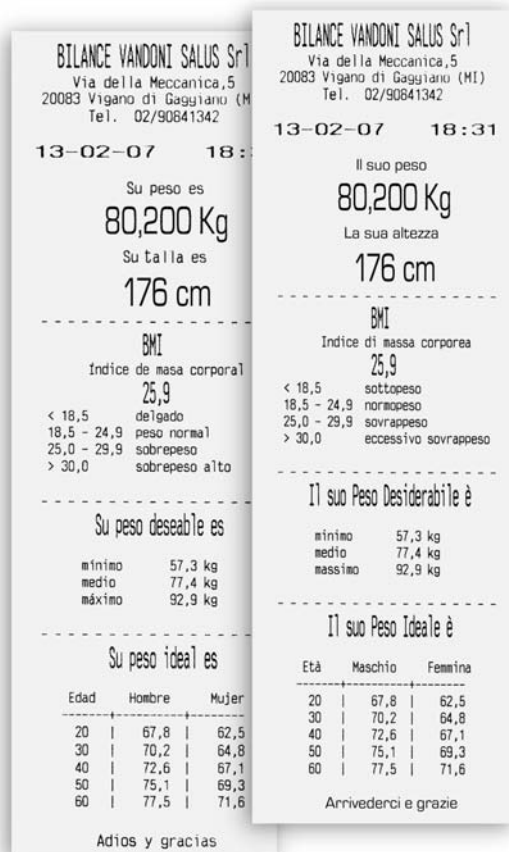 BILANCE VANDONI SALUS Srl
Via della Meccanica,5
20083 Vigano di Gaggiano (M
Tel. 02/90841342
13-02-07 18:
Su peso es
80,200 Kg
Su talla es
176 cm
BMI
Índice de masa corporal
25,9
< 18,5 delgado
18,5 - 24,9 peso normal
25,0 - 29,9 sobrepeso
> 30,0 sobrepeso alto
Su peso deseable es
mínimo 57,3 kg
medio 77,4 kg
máximo 92,9 kg
Su peso ideal es
Edad Hombre Mujer
20 | 67,8 | 62,5
30 | 70,2 | 64,8
40 | 72,6 | 67,1
50 | 75,1 | 69,3
60 | 77,5 | 71,6
Adios y gracias
BILANCE VANDONI SALUS Srl
Via della Meccanica,5
20083 Vigano di Gaggiano (MI)
Tel. 02/90841342
13-02-07 18:31
Il suo peso
80,200 Kg
La sua altezza
176 cm
BMI
Indice di massa corporea
25,9
< 18,5 sottopeso
18,5 - 24,9 normopeso
25,0 - 29,9 sovrappeso
> 30,0 eccessivo sovrappeso
Il suo Peso Desiderabile è
minimo 57,3 kg
medio 77,4 kg
massimo 92,9 kg
Il suo Peso Ideale è
Età Maschio Femmina
20 | 67,8 | 62,5
30 | 70,2 | 64,8
40 | 72,6 | 67,1
50 | 75,1 | 69,3
60 | 77,5 | 71,6
Arrivederci e grazie